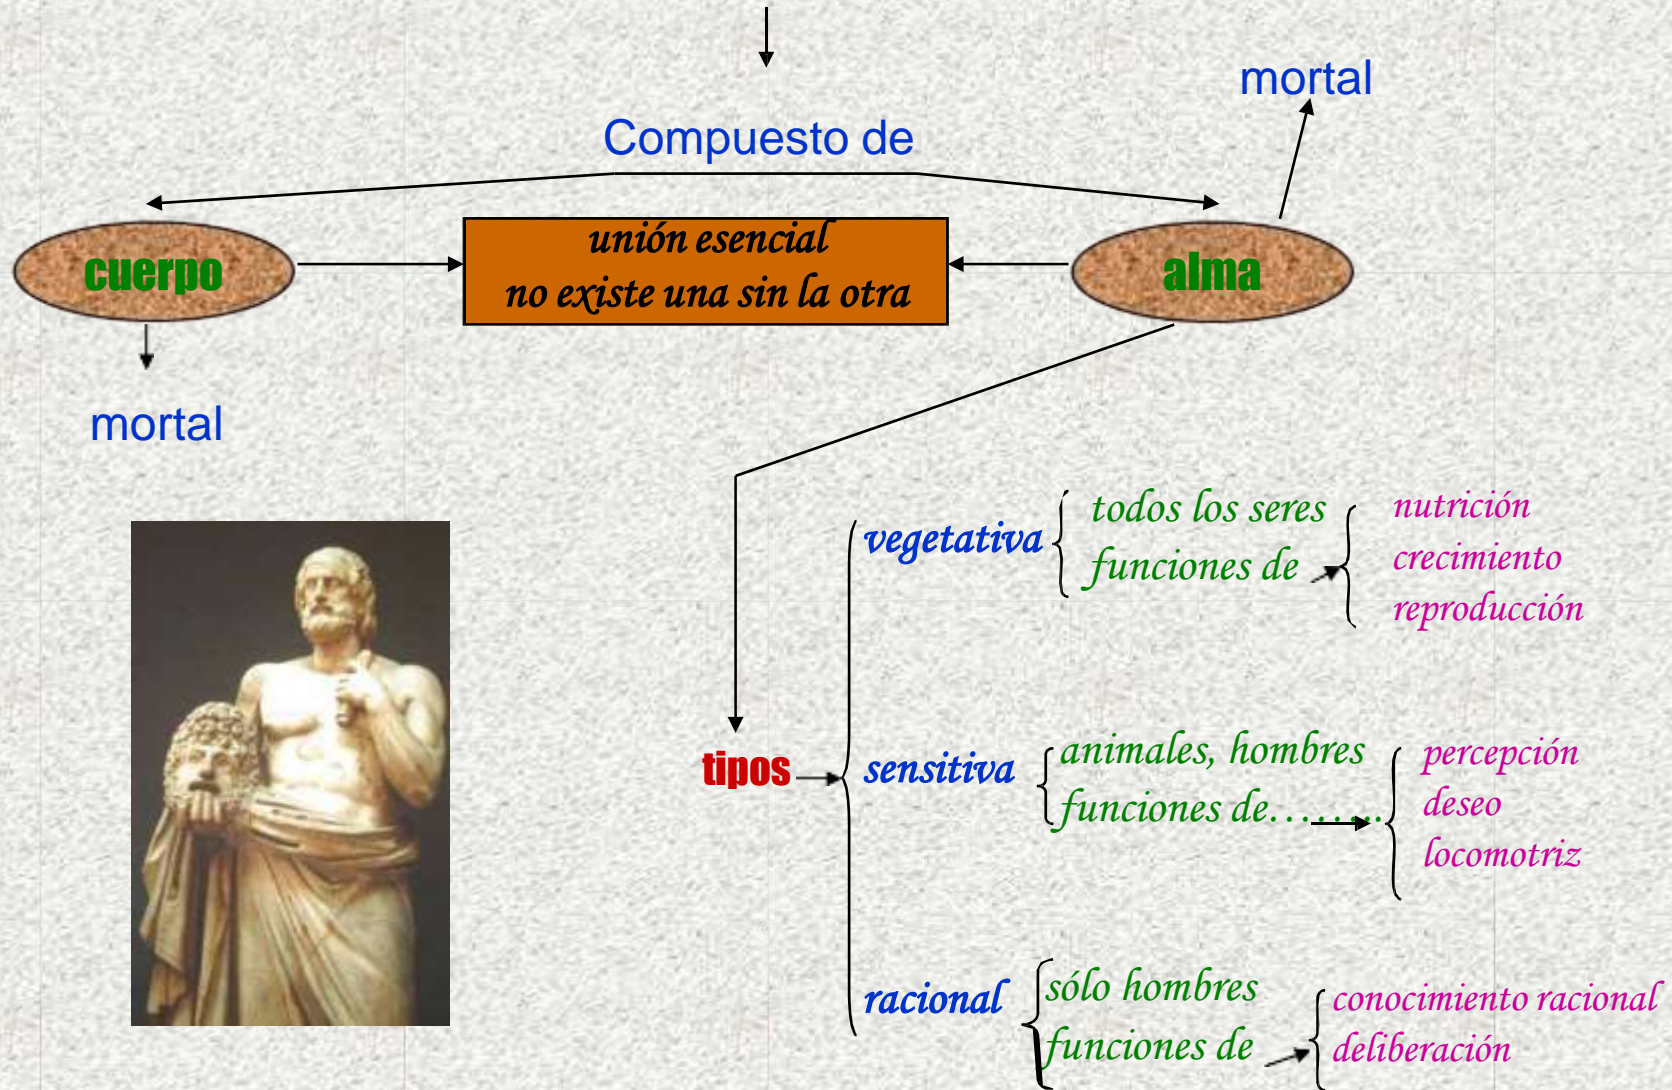 mortal
Compuesto de
cuerpo
unión esencial
no existe una sin la otra
alma
mortal
tipos
vegetativa
todos los seres
funciones de
nutrición
crecimiento
reproducción
sensitiva
animales, hombres
funciones de……..
percepción
deseo
locomotriz
racional
sólo hombres
funciones de
conocimiento racional
deliberación